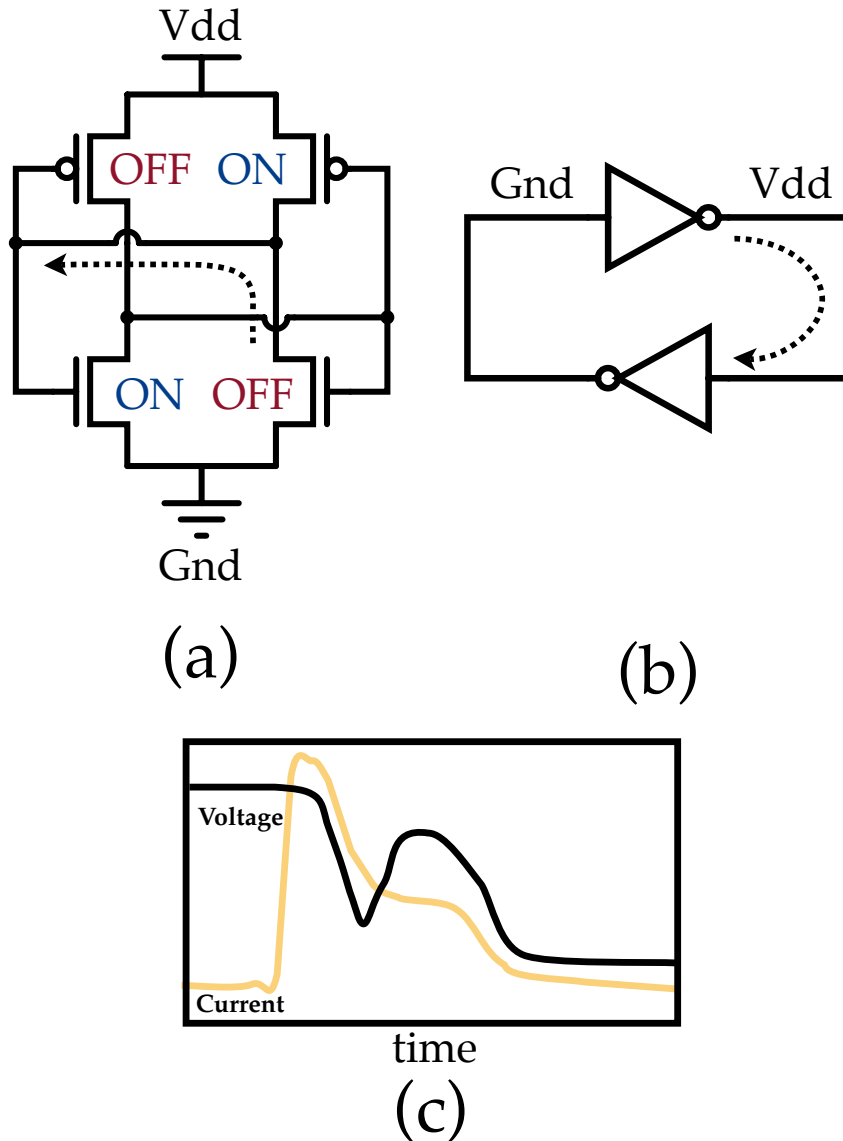 Vdd
OFF ON
ON OFF
Gnd
(a)
Gnd Vdd
(b)
Voltage
Current
time
(c)